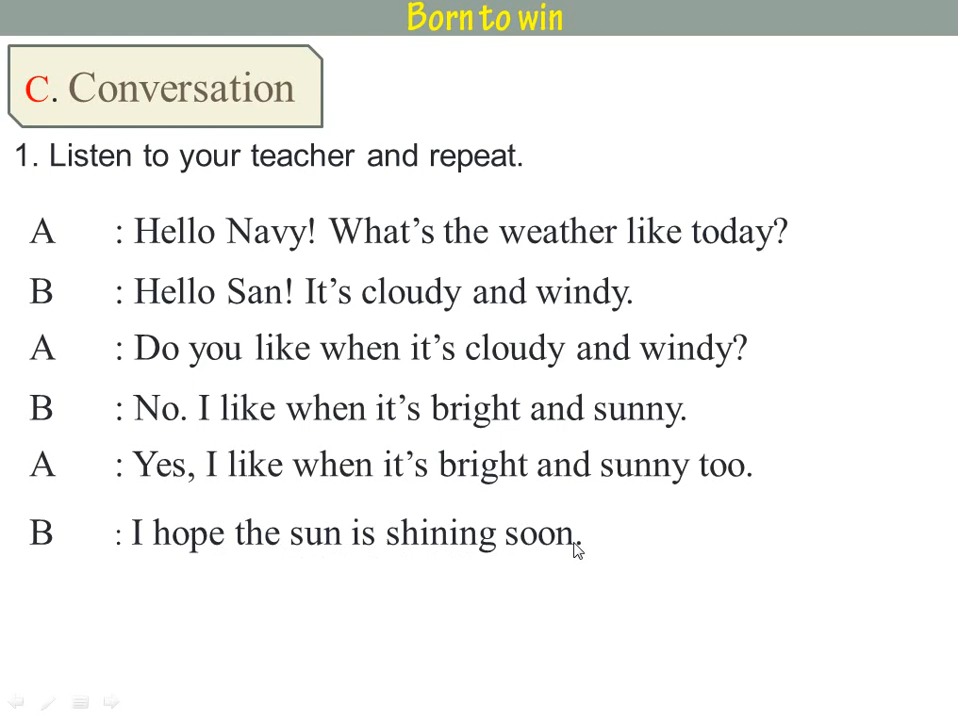 Born to win
C. Conversation
1. Listen to your teacher and repeat.
A : Hello Navy! What’s the weather like today?
B : Hello San! It’s cloudy and windy.
A : Do you like when it’s cloudy and windy?
B : No. I like when it’s bright and sunny.
A : Yes, I like when it’s bright and sunny too.
B : I hope the sun is shining soon.